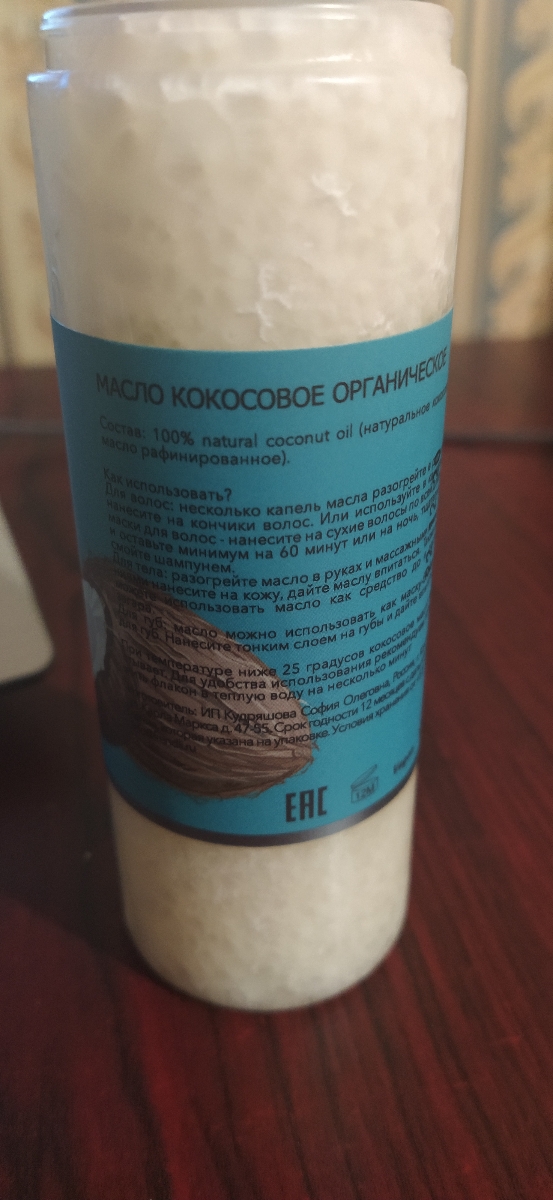 МАСЛО КОКОСОВОЕ ОРГАНИЧЕСКОЕ
Состав: 100% natural coconut oil (натуральное
масло рафинированное).
Как использовать?
Для волос: несколько капель масла разогрейте в
нанесите на кончики волос. Или используйте в
маски для волос - нанесите на сухие волосы по
и оставьте минимум на 60 минут или на ночь,
смойте шампунем.
Для тела: разогрейте масло в руках и массажными
нанесите на кожу, дайте маслу впитаться.
использовать масло как средство до
губ: масло можно использовать как маску
для губ. Нанесите тонким слоем на губы и дайте
При температуре ниже 25 градусов кокосовое
Для удобства использования
флакон в теплую воду на несколько минут
ИП Кудряшова София Олеговна, Россия,
Маркса д. 47-95. Срок годности 12 месяцев
указана на упаковке. Условия хранения
EAC
12M